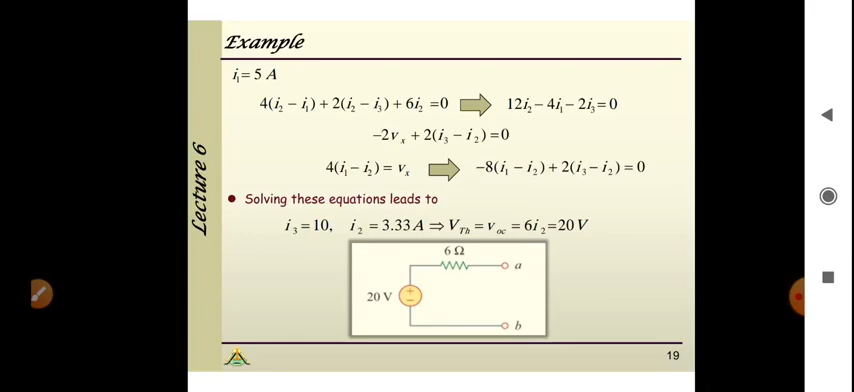 Example
i₁ = 5 A
4(i₂ − i₁) + 2(i₂ − i₃) + 6i₂ = 0 12i₂ − 4i₁ − 2i₃ = 0
−2vₓ + 2(i₃ − i₂) = 0
4(i₁ − i₂) = vₓ −8(i₁ − i₂) + 2(i₃ − i₂) = 0
Solving these equations leads to
i₃ = 10, i₂ = 3.33 A ⇒ V_Th = v_oc = 6i₂ = 20 V
6 Ω
a
20 V
+
−
b
19
Lecture 6